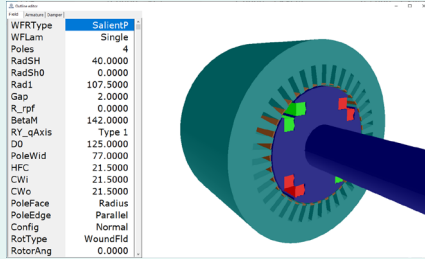 Outline editor
Field Armature Damper
WFRType SalientP
WFLam Single
Poles 4
RadSH 40.0000
RadSh0 0.0000
Rad1 107.5000
Gap 2.0000
R_rpf 0.0000
BetaM 142.0000
RY_qAxis Type 1
D0 125.0000
PoleWid 77.0000
HFC 21.5000
CWi 21.5000
CWo 21.5000
PoleFace Radius
PoleEdge Parallel
Config Normal
RotType WoundFld
RotorAng 0.0000